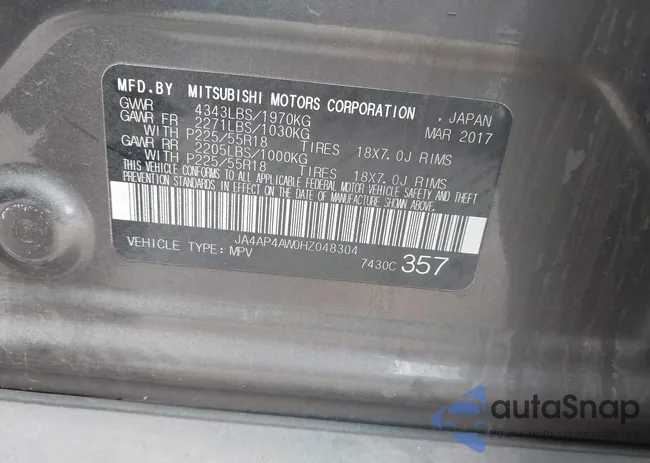 MFD.BY MITSUBISHI MOTORS CORPORATION , JAPAN
GVWR 4343LBS/1970KG MAR 2017
GAWR FR 2271LBS/1030KG
WITH P225/55R18 TIRES 18X7.0J RIMS
GAWR RR 2205LBS/1000KG
WITH P225/55R18 TIRES 18X7.0J RIMS
THIS VEHICLE CONFORMS TO ALL APPLICABLE FEDERAL MOTOR VEHICLE SAFETY AND THEFT
PREVENTION STANDARDS IN EFFECT ON THE DATE OF MANUFACTURE SHOWN ABOVE.
JA4AP4AW0HZ048304
VEHICLE TYPE: MPV 7430C 357
autoSnap